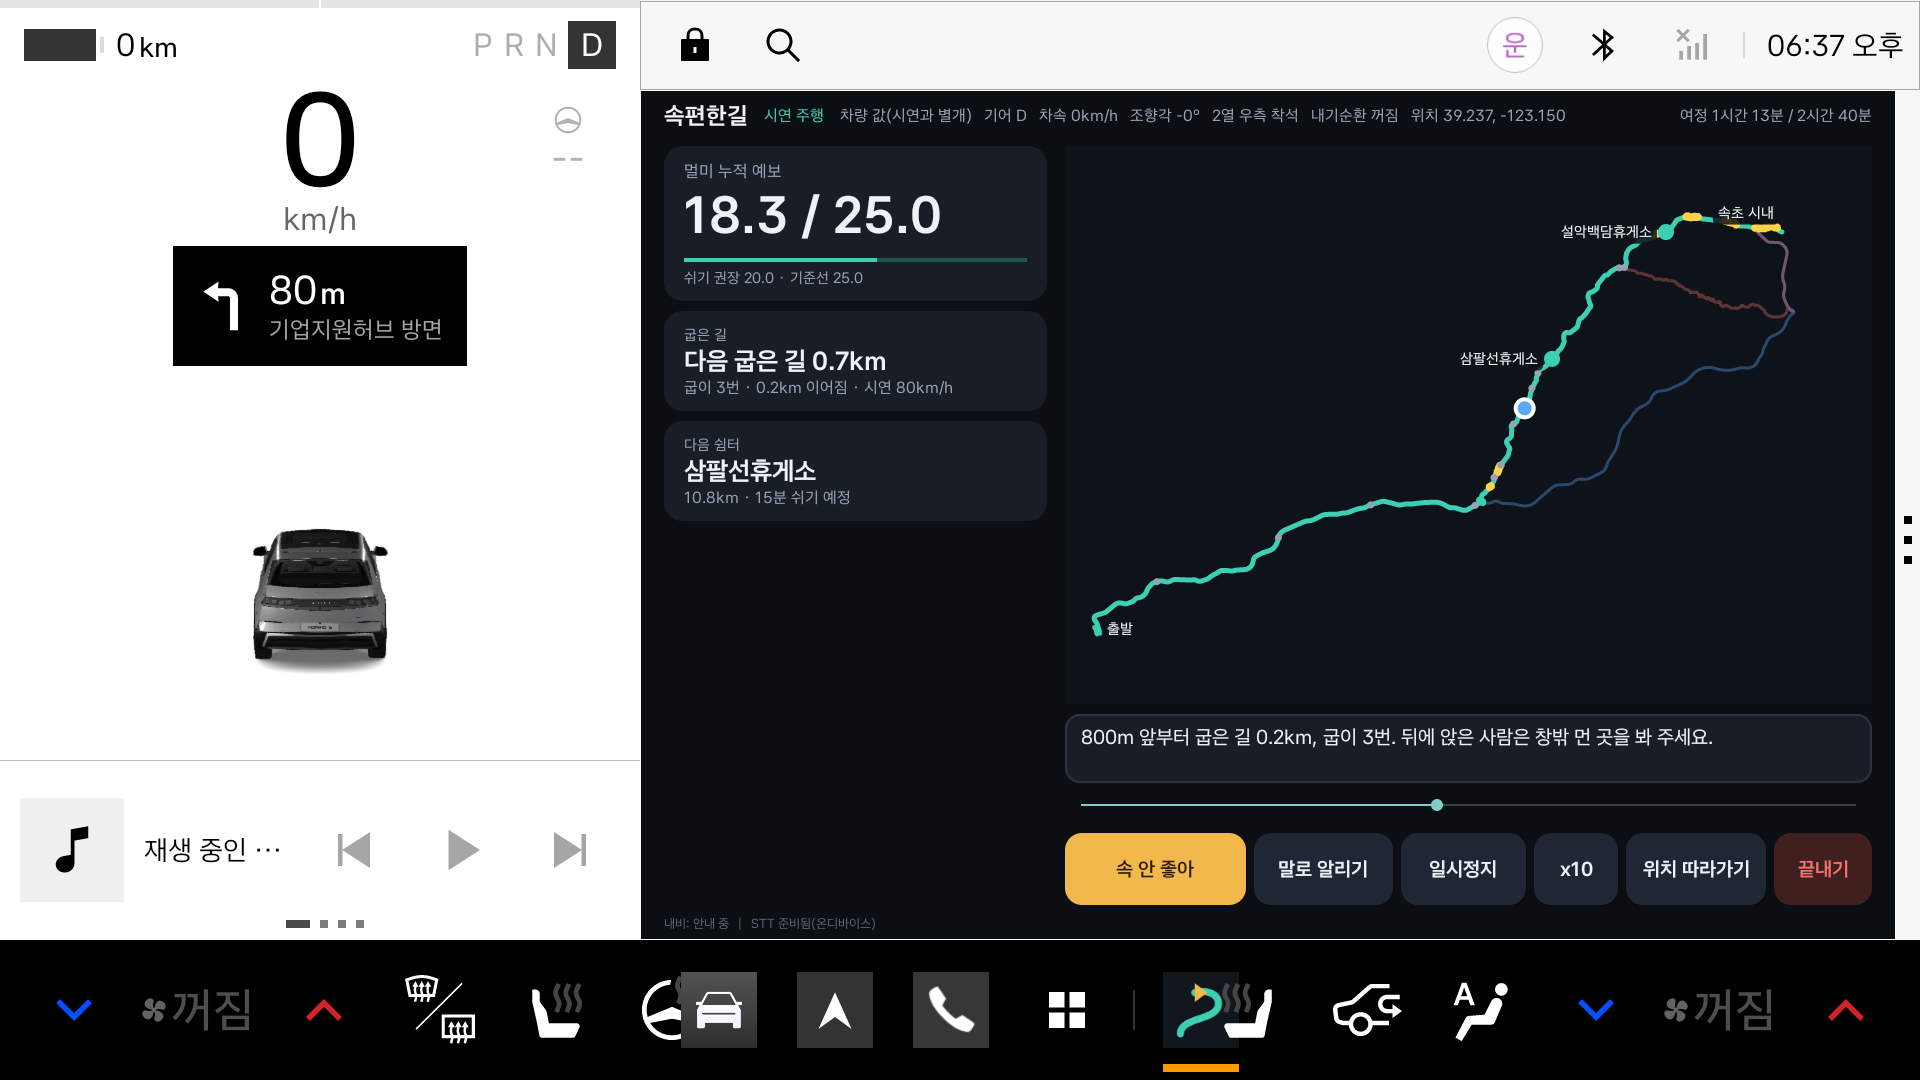 0km
P R N D
0
km/h
80m
기업지원허브 방면
재생 중인 ···
운
06:37 오후
속편한길 시연 주행 차량 값(시연과 별개) 기어 D 차속 0km/h 조향각 -0° 2열 우측 착석 내기순환 꺼짐 위치 39.237, -123.150 여정 1시간 13분 / 2시간 40분
멀미 누적 예보
18.3 / 25.0
쉬기 권장 20.0 · 기준선 25.0
굽은 길
다음 굽은 길 0.7km
굽이 3번 · 0.2km 이어짐 · 시연 80km/h
다음 쉼터
삼팔선휴게소
10.8km · 15분 쉬기 예정
속초 시내
설악백담휴게소
삼팔선휴게소
출발
800m 앞부터 굽은 길 0.2km, 굽이 3번. 뒤에 앉은 사람은 창밖 먼 곳을 봐 주세요.
속 안 좋아 말로 알리기 일시정지 x10 위치 따라가기 끝내기
내비: 안내 중 | STT 준비됨(온디바이스)
꺼짐
A
꺼짐